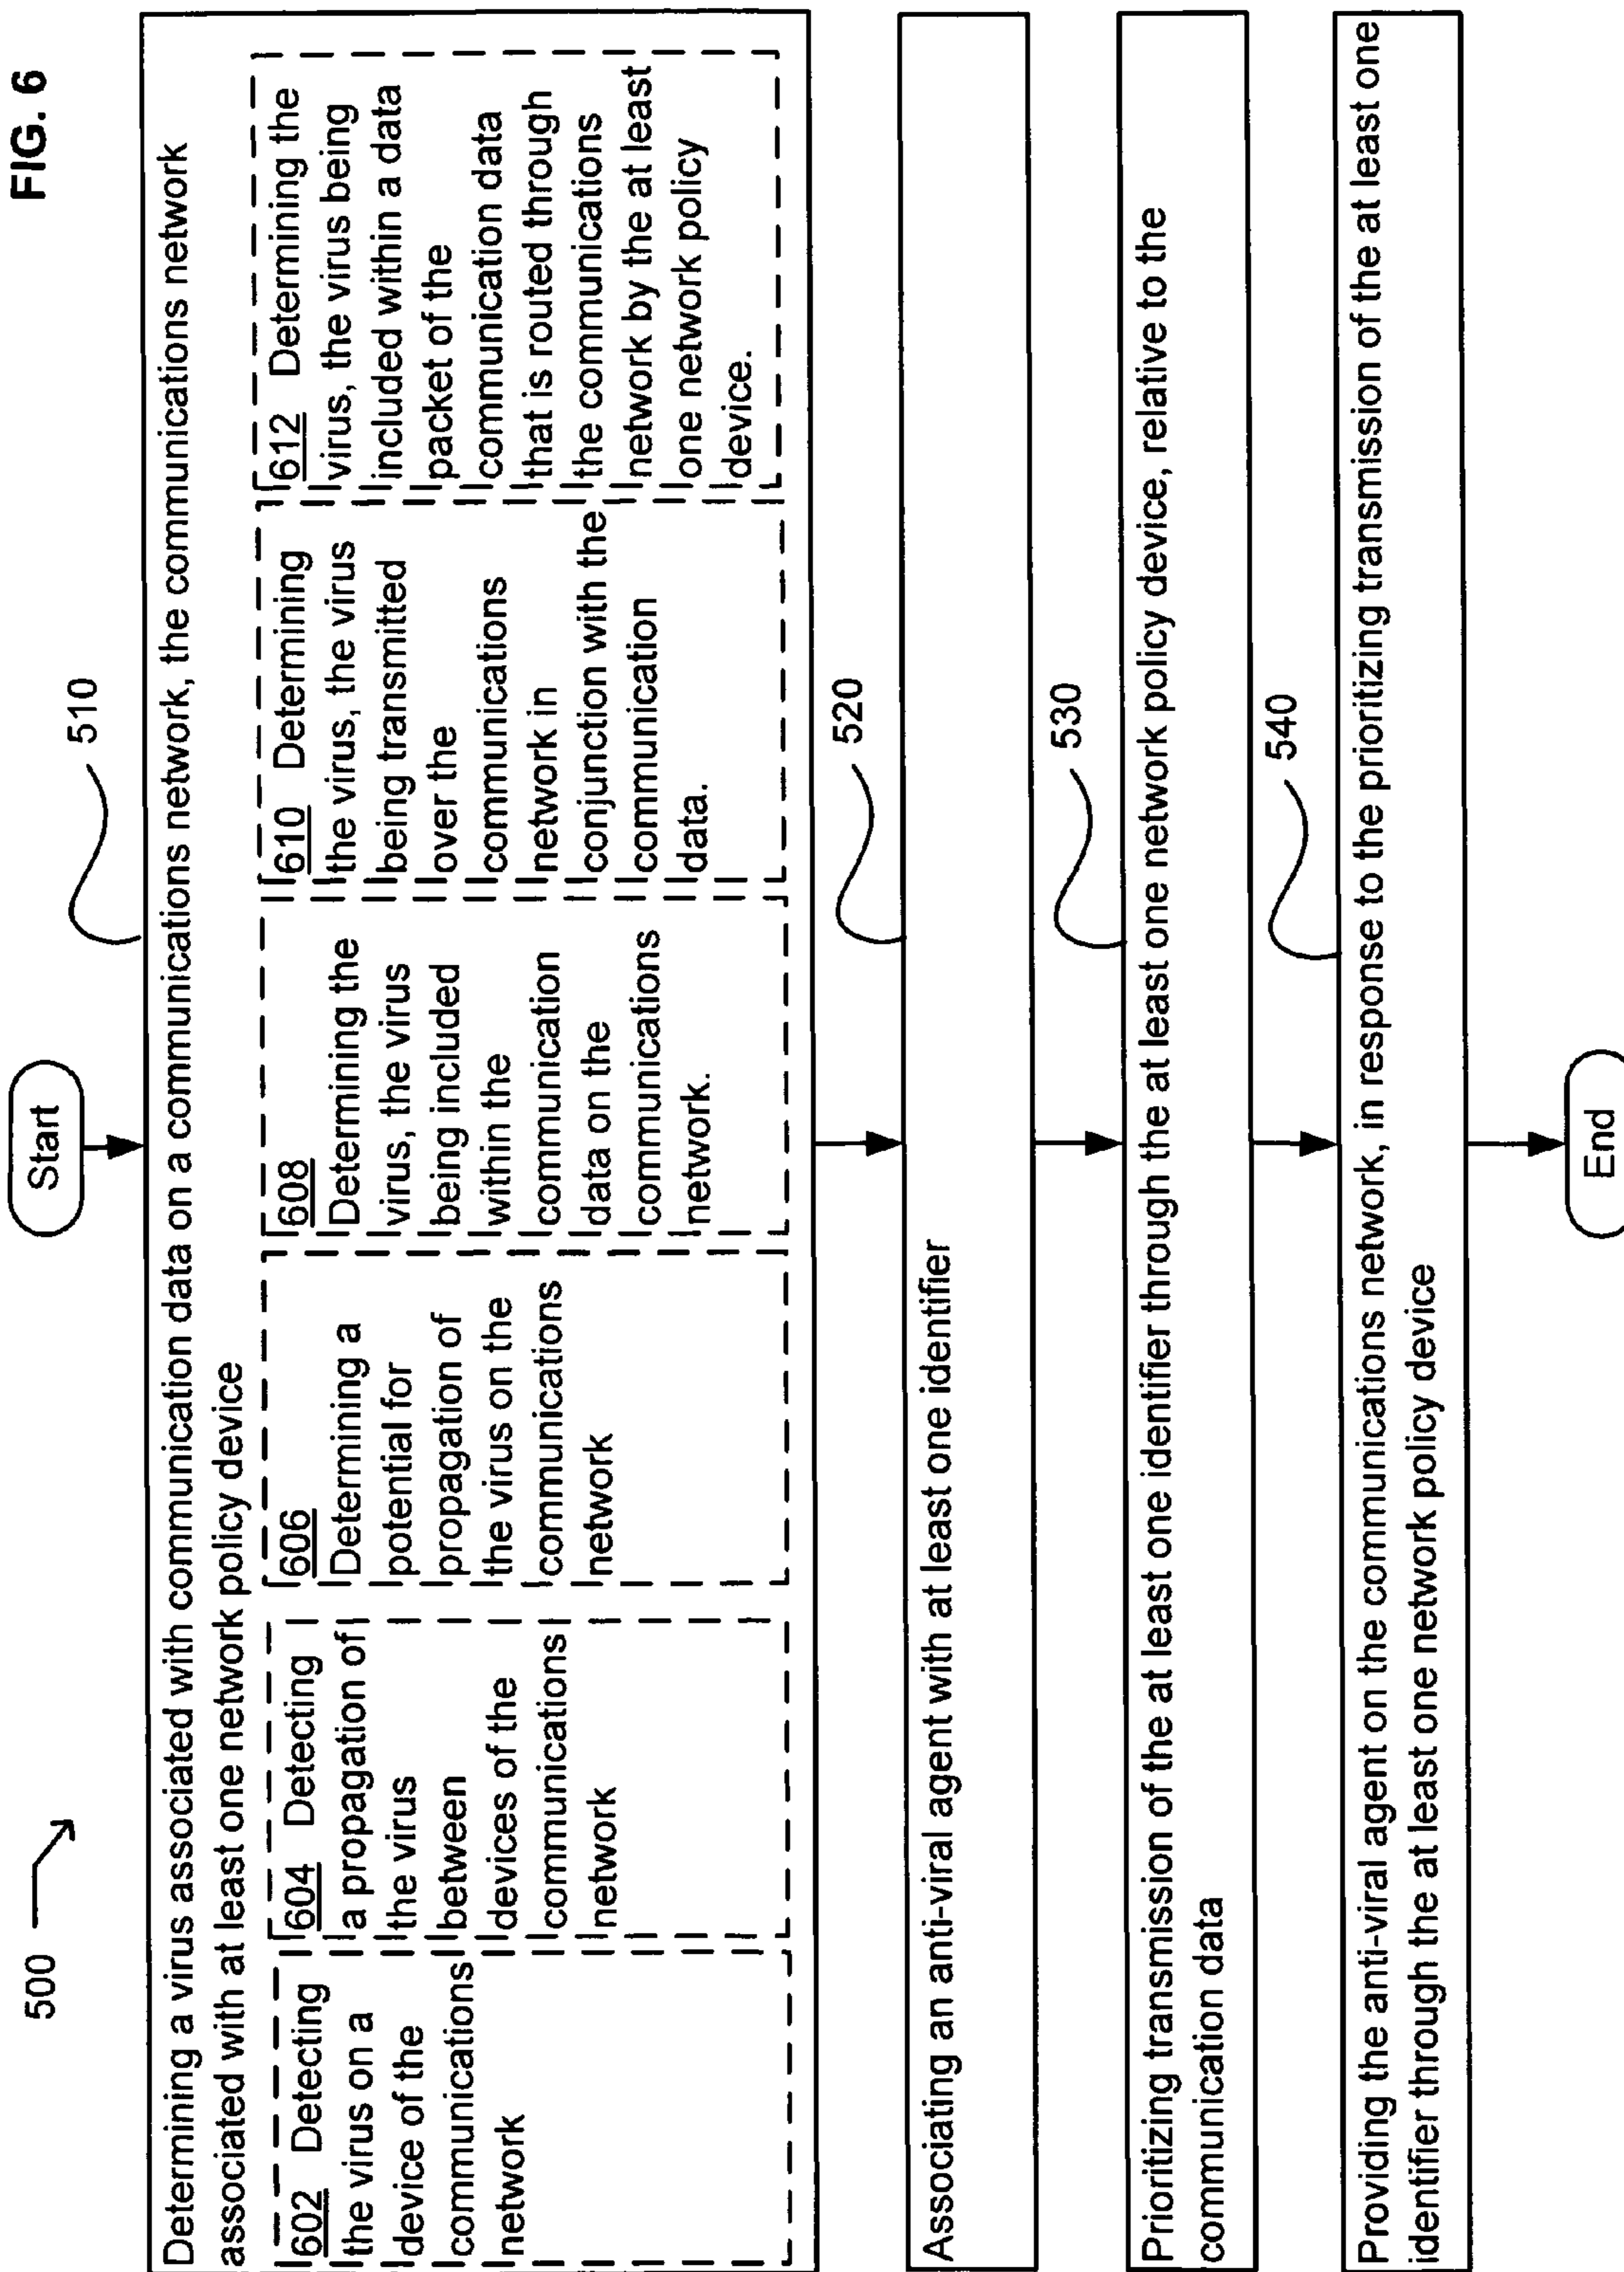 FIG. 6
500
Start
510
Determining a virus associated with communication data on a communications network, the communications network
associated with at least one network policy device
602 Detecting
the virus on a
device of the
communications
network
604 Detecting
a propagation of
the virus
between
devices of the
communications
network
606
Determining a
potential for
propagation of
the virus on the
communications
network
608
Determining the
virus, the virus
being included
within the
communication
data on the
communications
network.
610 Determining
the virus, the virus
being transmitted
over the
communications
network in
conjunction with the
communication
data.
612 Determining the
virus, the virus being
included within a data
packet of the
communication data
that is routed through
the communications
network by the at least
one network policy
device.
520
Associating an anti-viral agent with at least one identifier
530
Prioritizing transmission of the at least one identifier through the at least one network policy device, relative to the
communication data
540
Providing the anti-viral agent on the communications network, in response to the prioritizing transmission of the at least one
identifier through the at least one network policy device
End